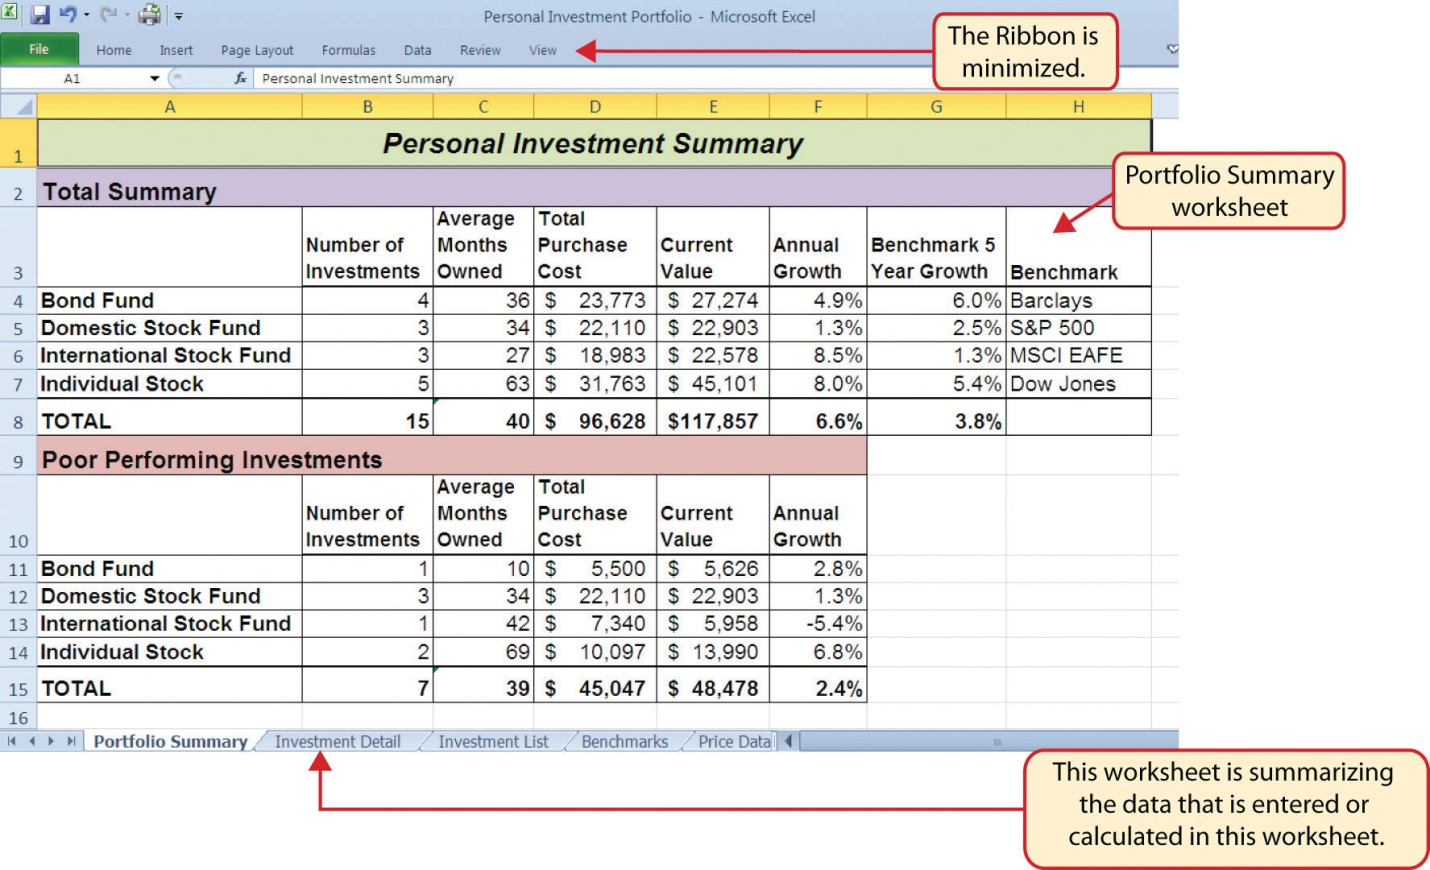 Personal Investment Portfolio - Microsoft Excel
File Home Insert Page Layout Formulas Data Review View
The Ribbon is
minimized.
A1 fx Personal Investment Summary
A B C D E F G H
1 Personal Investment Summary
2 Total Summary
Portfolio Summary
worksheet
3 Number of Investments Average Months Owned Total Purchase Cost Current Value Annual Growth Benchmark 5 Year Growth Benchmark
4 Bond Fund 4 36 $ 23,773 $ 27,274 4.9% 6.0% Barclays
5 Domestic Stock Fund 3 34 $ 22,110 $ 22,903 1.3% 2.5% S&P 500
6 International Stock Fund 3 27 $ 18,983 $ 22,578 8.5% 1.3% MSCI EAFE
7 Individual Stock 5 63 $ 31,763 $ 45,101 8.0% 5.4% Dow Jones
8 TOTAL 15 40 $ 96,628 $117,857 6.6% 3.8%
9 Poor Performing Investments
10 Number of Investments Average Months Owned Total Purchase Cost Current Value Annual Growth
11 Bond Fund 1 10 $ 5,500 $ 5,626 2.8%
12 Domestic Stock Fund 3 34 $ 22,110 $ 22,903 1.3%
13 International Stock Fund 1 42 $ 7,340 $ 5,958 -5.4%
14 Individual Stock 2 69 $ 10,097 $ 13,990 6.8%
15 TOTAL 7 39 $ 45,047 $ 48,478 2.4%
16
Portfolio Summary Investment Detail Investment List Benchmarks Price Data
This worksheet is summarizing
the data that is entered or
calculated in this worksheet.